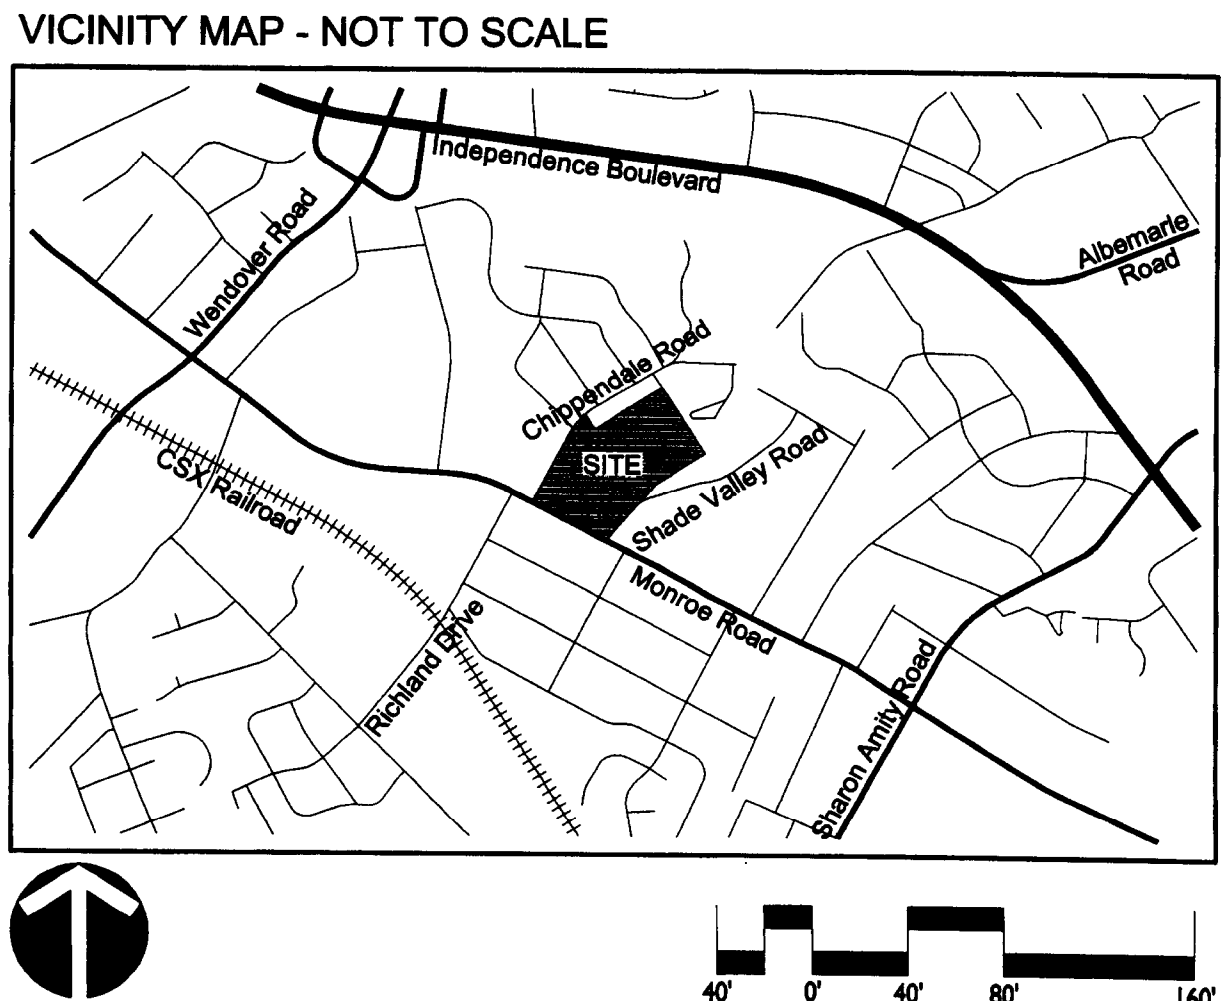 VICINITY MAP - NOT TO SCALE
Independence Boulevard
Wendover Road
Albemarle
Road
Chippendale Road
SITE
Shade Valley Road
CSX Railroad
Monroe Road
Richland Drive
Sharon Amity Road
40' 0' 40' 80' 160'